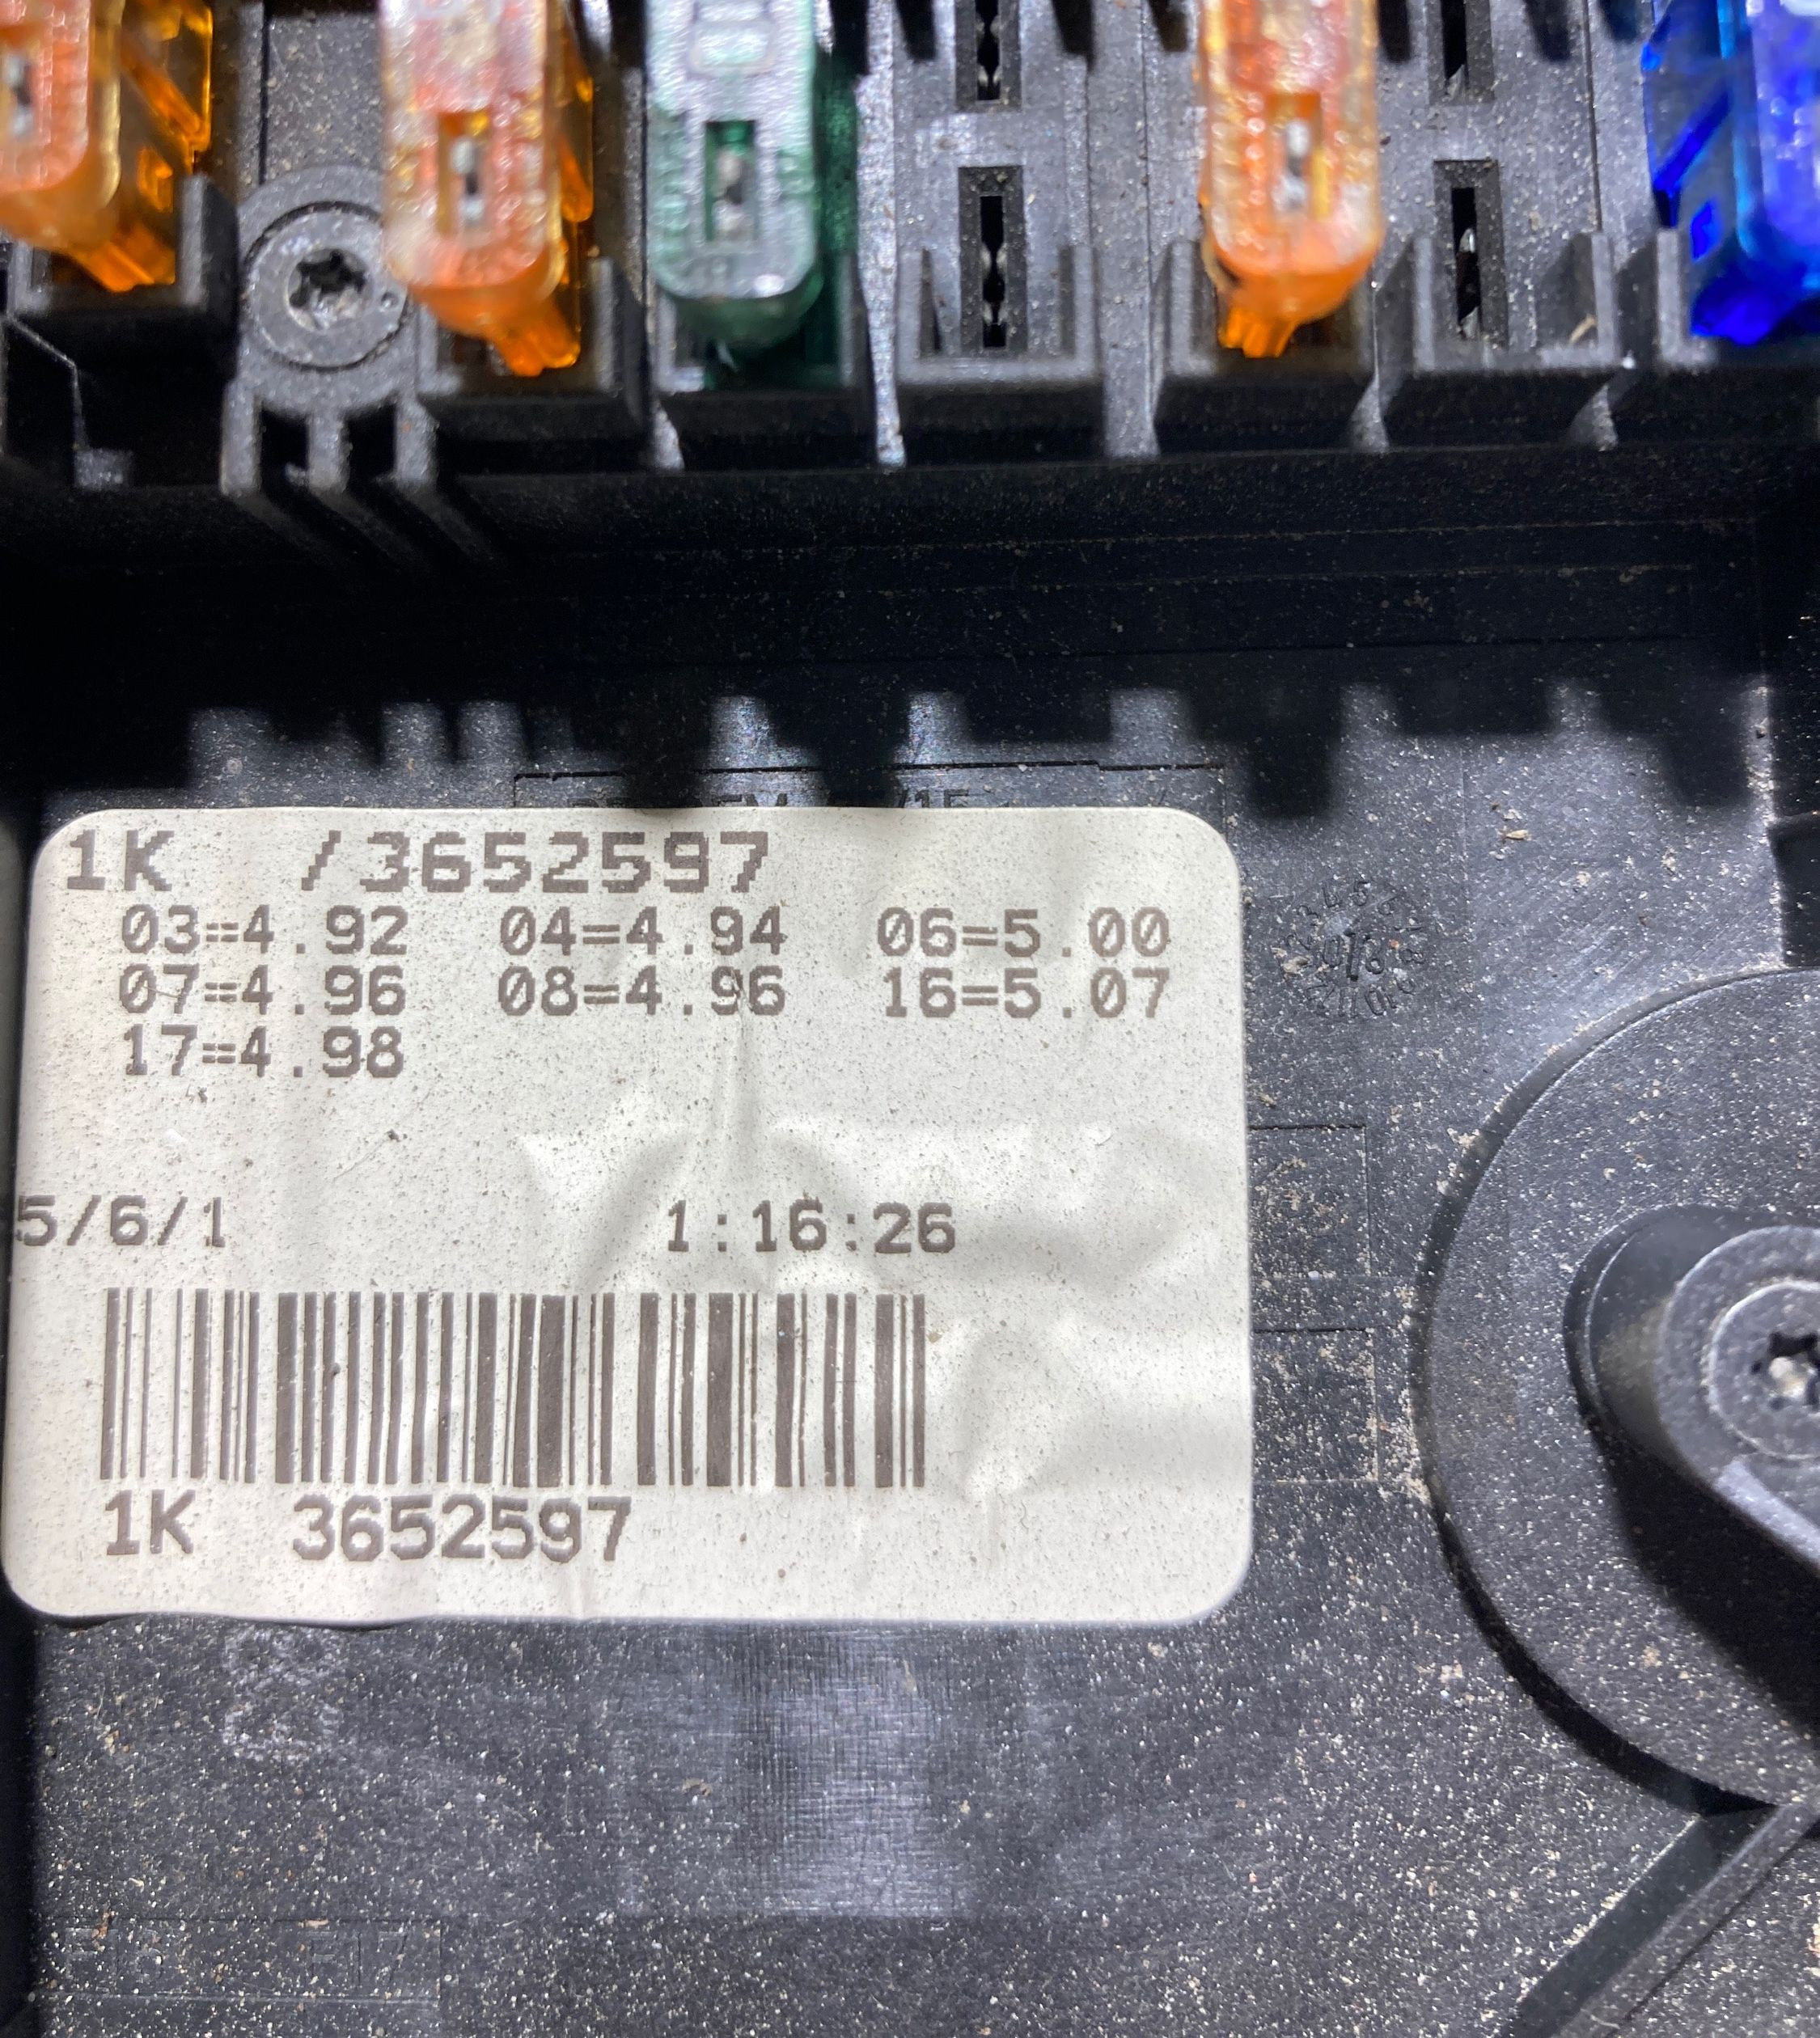 1K /3652597
03=4.92 04=4.94 06=5.00
07=4.96 08=4.96 16=5.07
17=4.98
5/6/1 1:16:26
1K 3652597